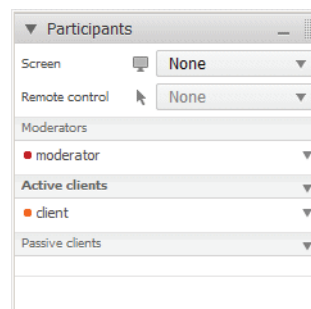 Participants
Screen None
Remote control None
Moderators
moderator
Active clients
client
Passive clients